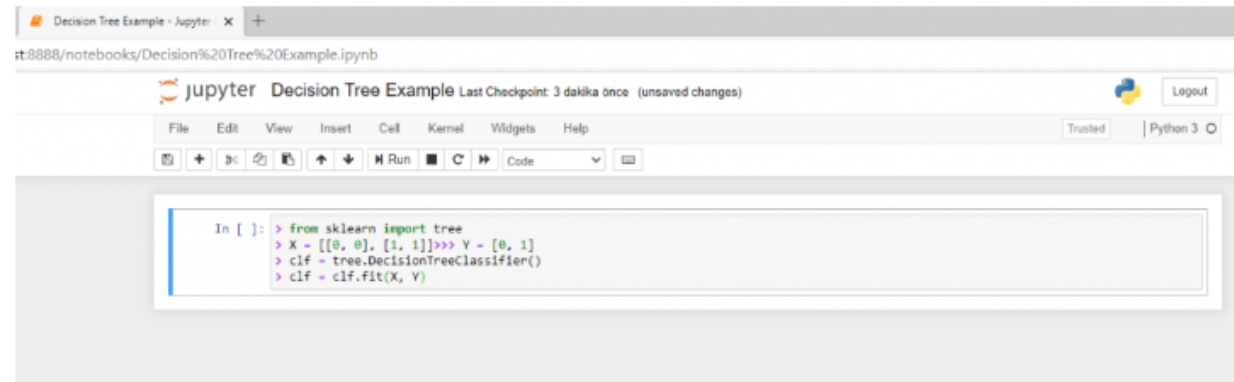 Decision Tree Example - Jupyter
st:8888/notebooks/Decision%20Tree%20Example.ipynb
jupyter Decision Tree Example Last Checkpoint: 3 dakika önce (unsaved changes)
Logout
File Edit View Insert Cell Kernel Widgets Help
Trusted Python 3
Run Code
In [ ]: > from sklearn import tree
> X = [[0, 0], [1, 1]]>>> Y = [0, 1]
> clf = tree.DecisionTreeClassifier()
> clf = clf.fit(X, Y)